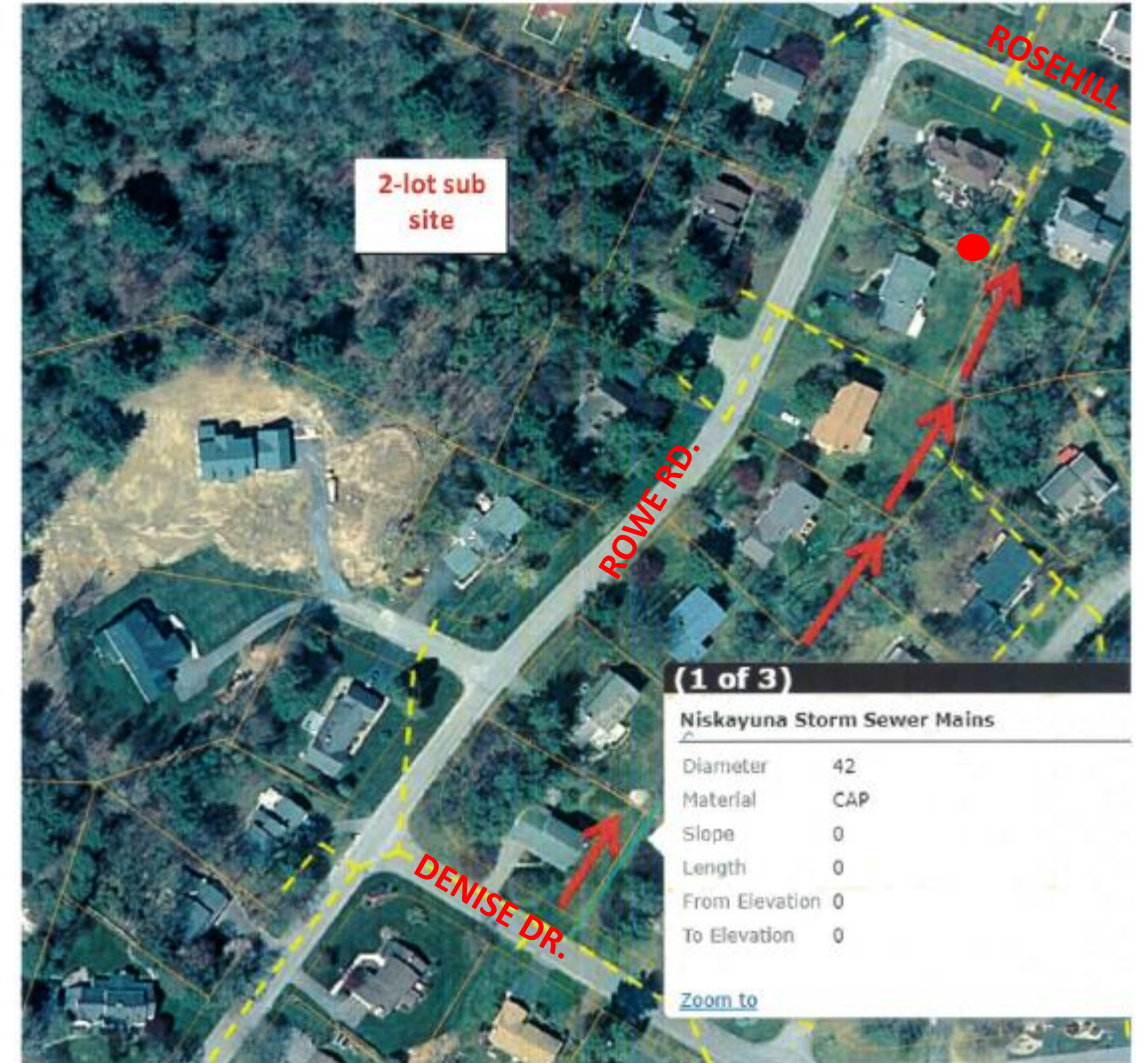 ROSEHILL
2-lot sub
site
ROWE RD.
(1 of 3)
Niskayuna Storm Sewer Mains
Diameter 42
Material CAP
Slope 0
Length 0
From Elevation 0
To Elevation 0
DENISE DR.
Zoom to